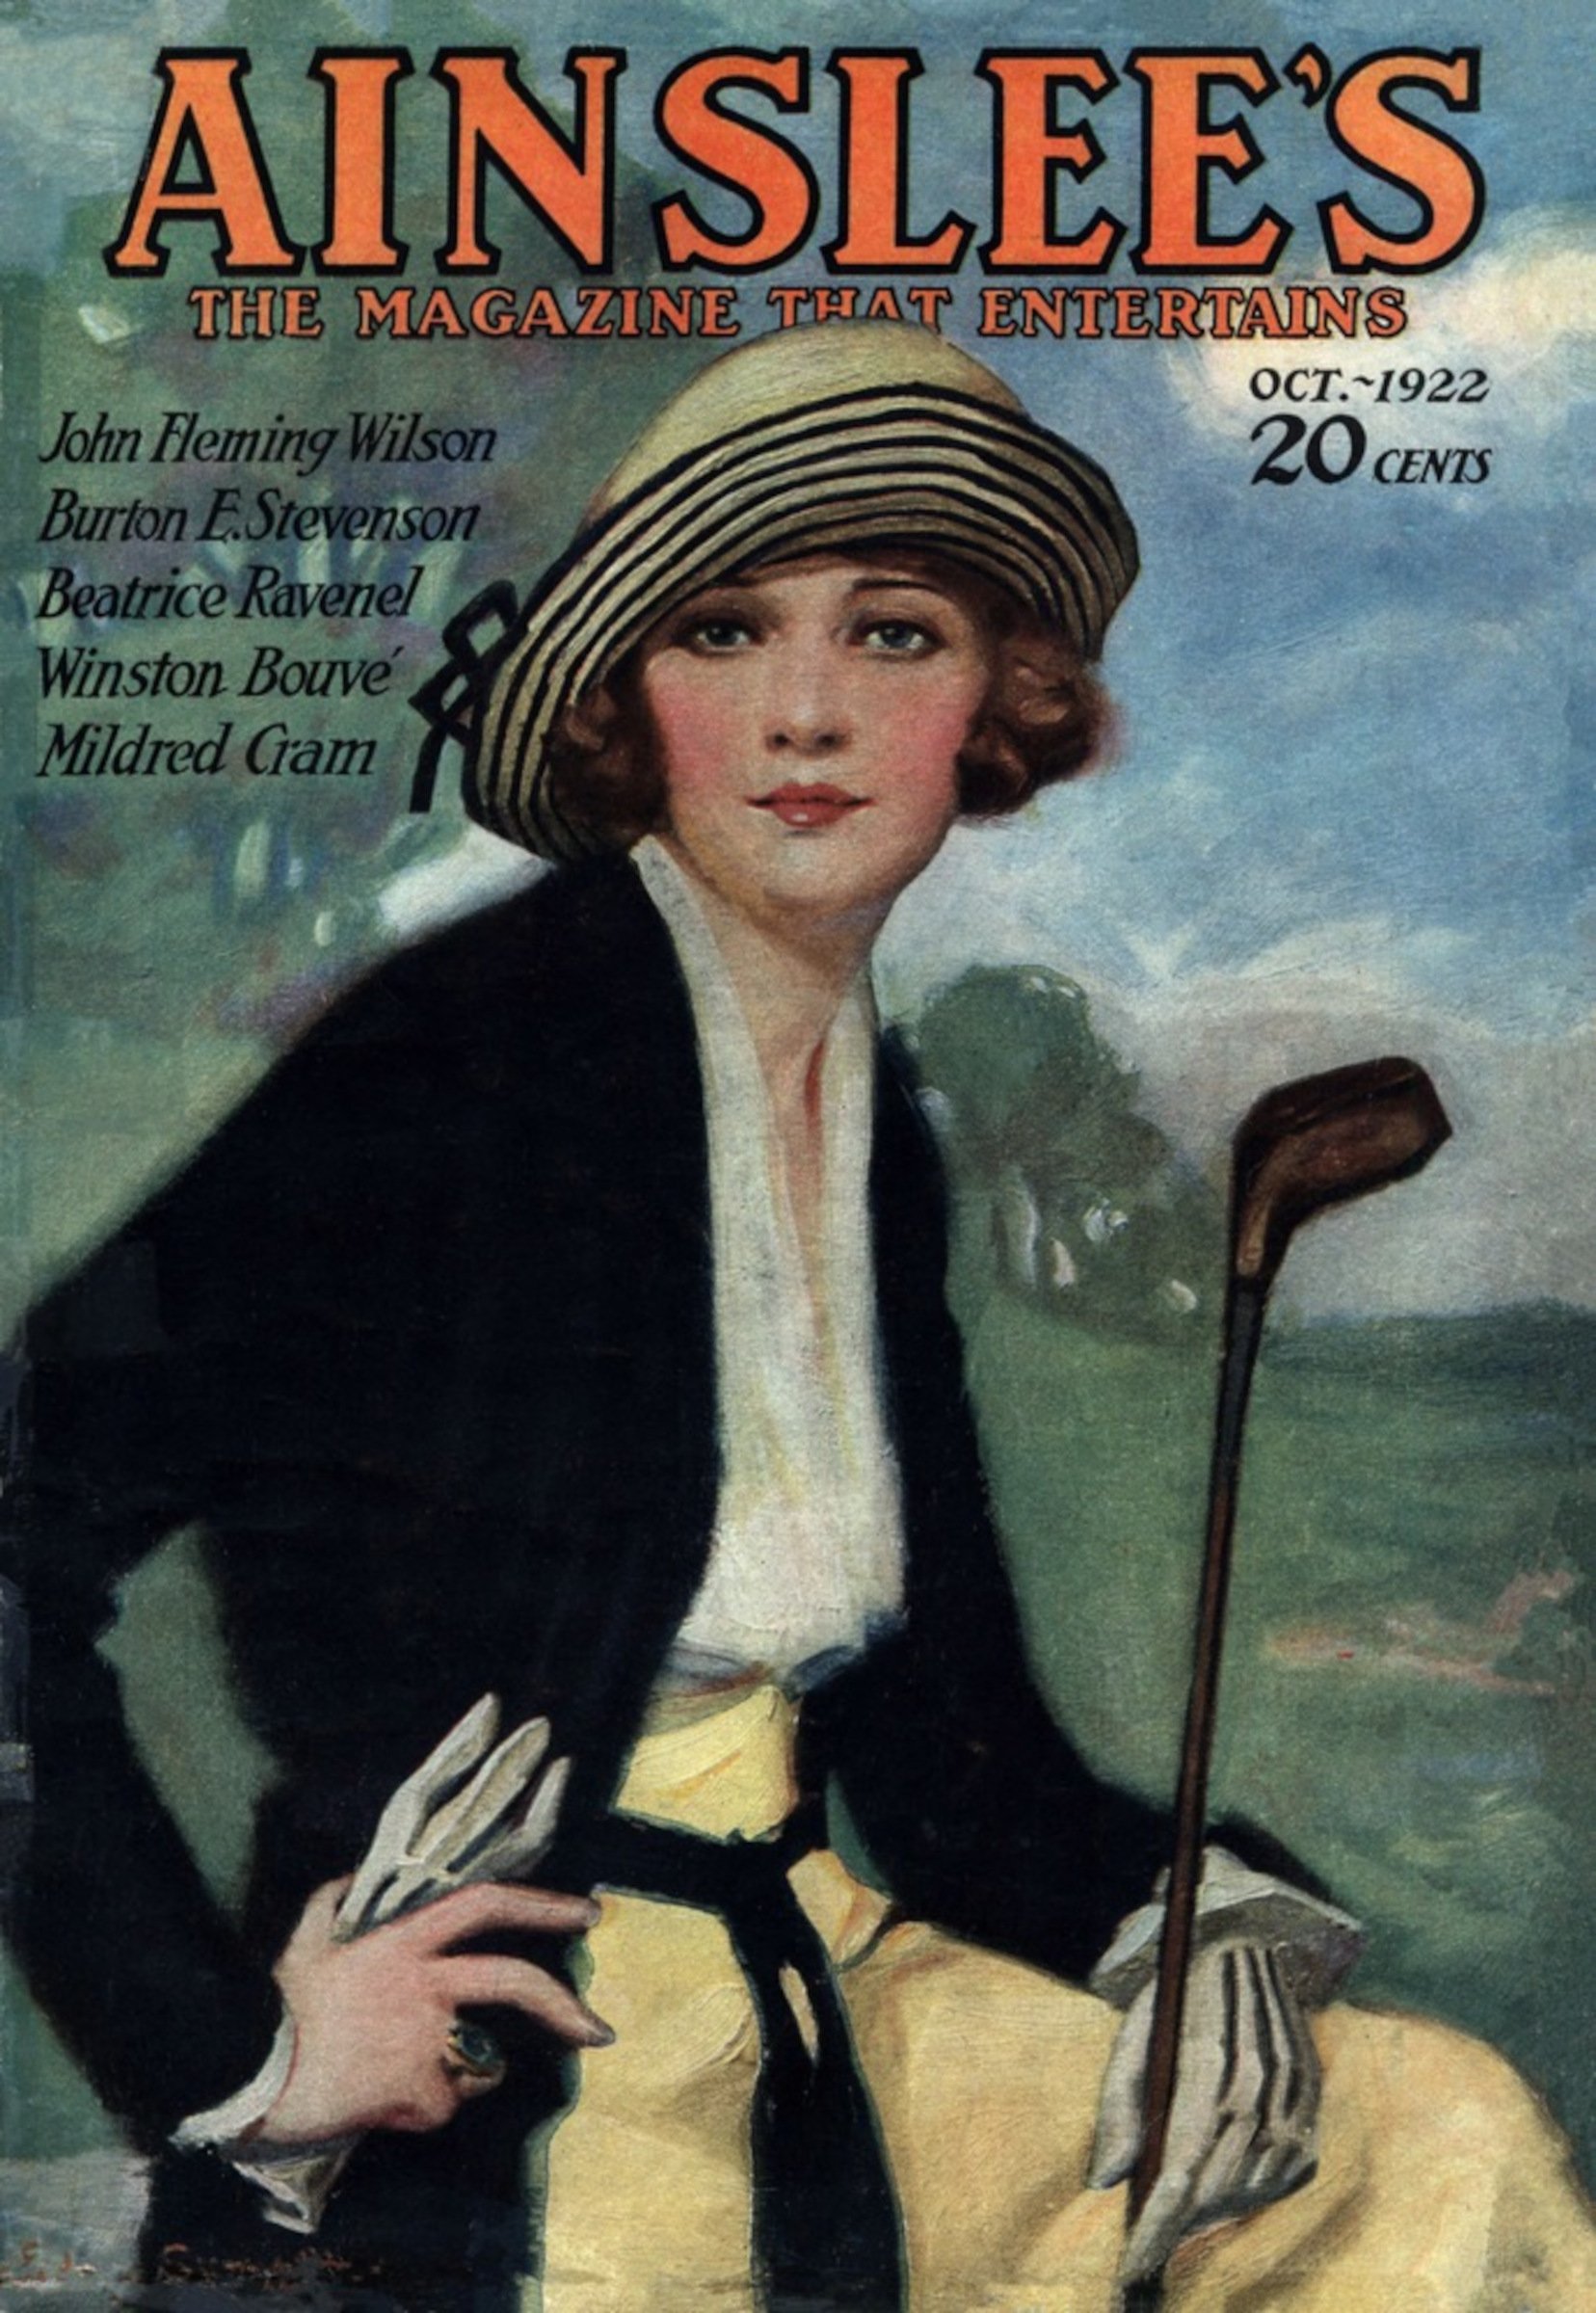 AINSLEE'S
THE MAGAZINE THAT ENTERTAINS
OCT.~1922
20 CENTS
John Fleming Wilson
Burton E. Stevenson
Beatrice Ravenel
Winston Bouvé
Mildred Cram